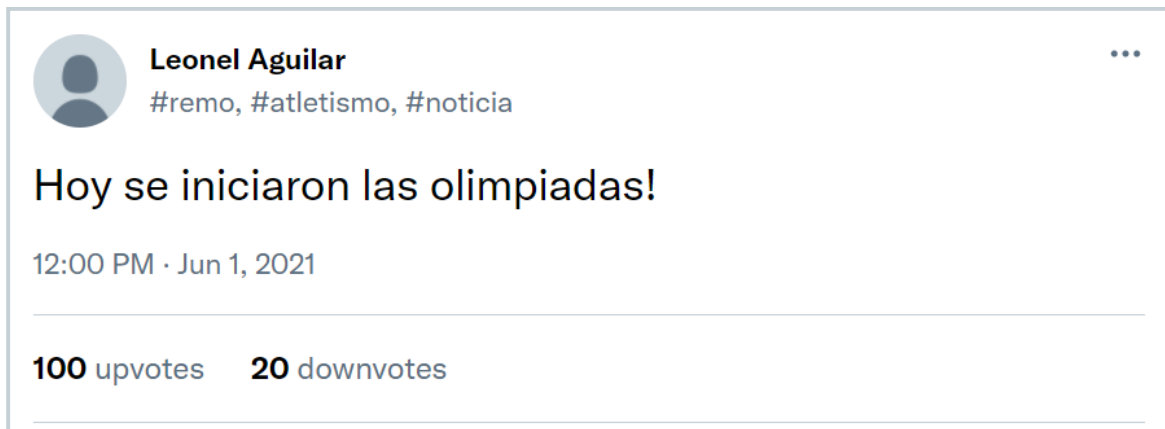 Leonel Aguilar
#remo, #atletismo, #noticia
Hoy se iniciaron las olimpiadas!
12:00 PM · Jun 1, 2021
100 upvotes 20 downvotes